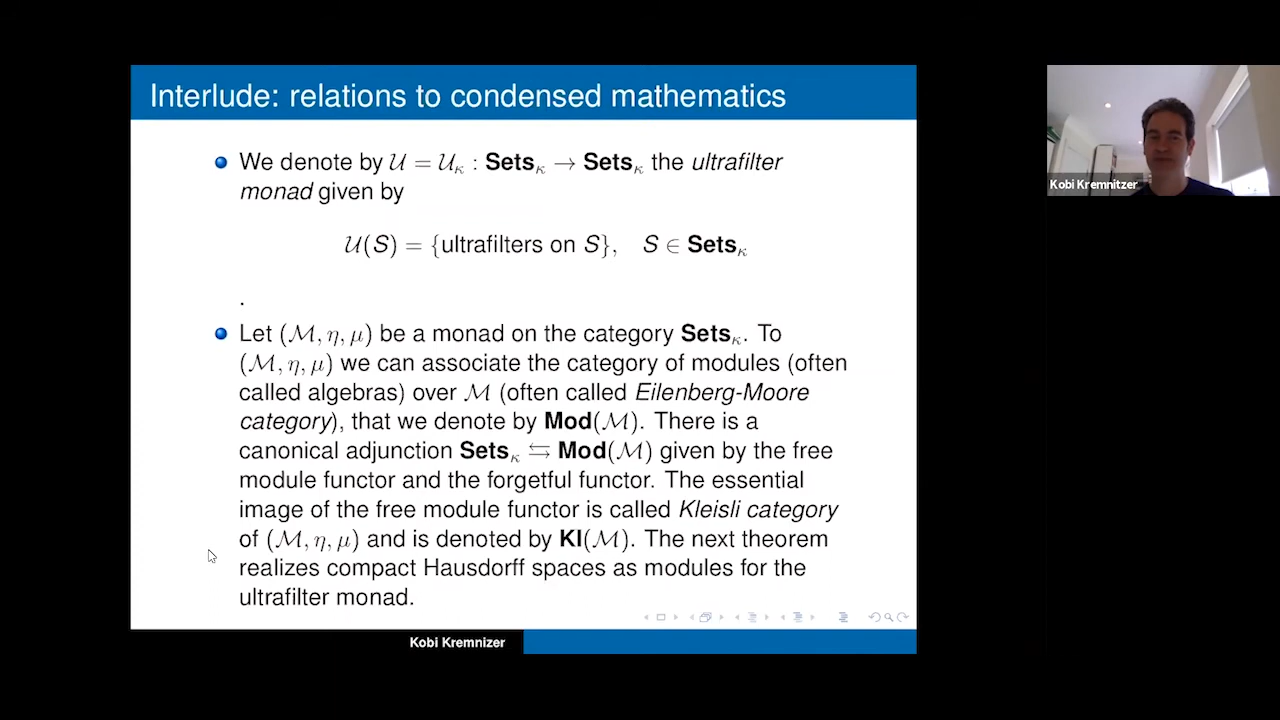 Interlude: relations to condensed mathematics
We denote by 𝒰 = 𝒰_κ : Sets_κ → Sets_κ the ultrafilter
monad given by
𝒰(S) = {ultrafilters on S}, S ∈ Sets_κ
.
Let (ℳ, η, μ) be a monad on the category Sets_κ. To
(ℳ, η, μ) we can associate the category of modules (often
called algebras) over ℳ (often called Eilenberg-Moore
category), that we denote by Mod(ℳ). There is a
canonical adjunction Sets_κ ⇆ Mod(ℳ) given by the free
module functor and the forgetful functor. The essential
image of the free module functor is called Kleisli category
of (ℳ, η, μ) and is denoted by Kl(ℳ). The next theorem
realizes compact Hausdorff spaces as modules for the
ultrafilter monad.
Kobi Kremnizer
Kobi Kremnitzer